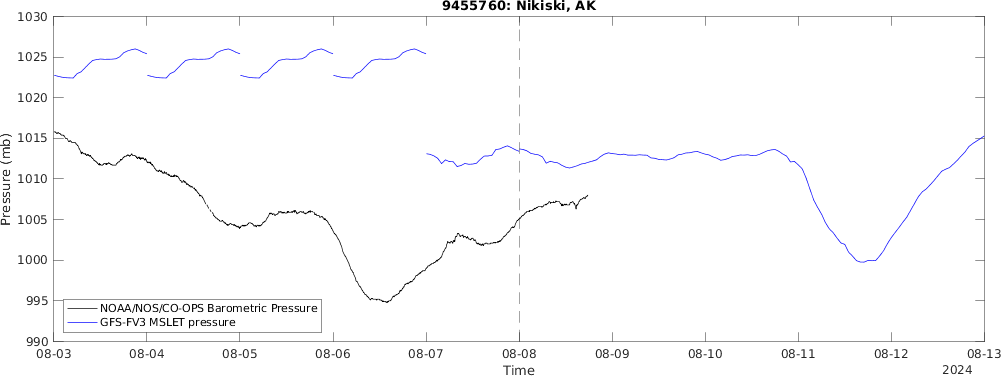 9455760: Nikiski, AK
Pressure (mb)
1030
1025
1020
1015
1010
1005
1000
995
990
NOAA/NOS/CO-OPS Barometric Pressure
GFS-FV3 MSLET pressure
08-03 08-04 08-05 08-06 08-07 08-08 08-09 08-10 08-11 08-12 08-13
Time
2024